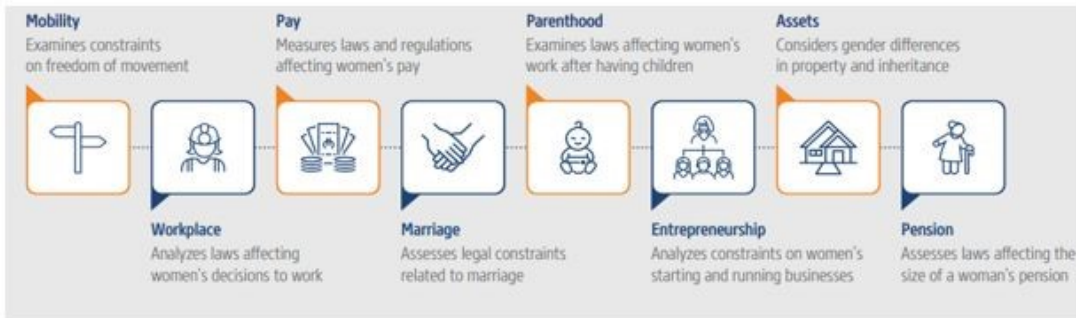 Mobility
Examines constraints
on freedom of movement
Pay
Measures laws and regulations
affecting women's pay
Parenthood
Examines laws affecting women's
work after having children
Assets
Considers gender differences
in property and inheritance
Workplace
Analyzes laws affecting
women's decisions to work
Marriage
Assesses legal constraints
related to marriage
Entrepreneurship
Analyzes constraints on women's
starting and running businesses
Pension
Assesses laws affecting the
size of a woman's pension